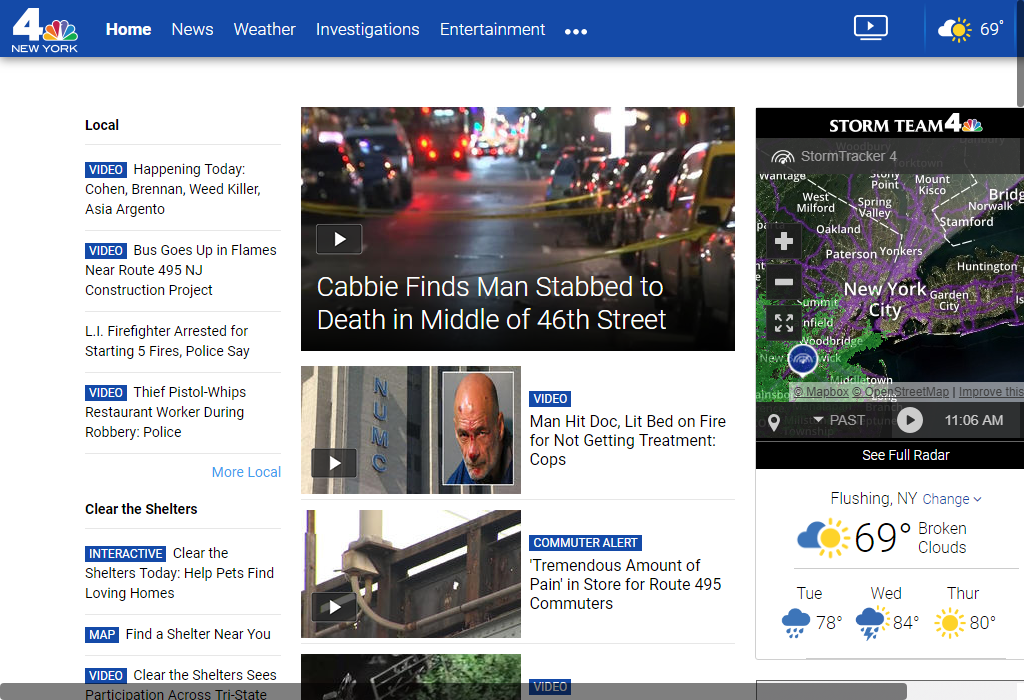 4
NEW YORK
Home News Weather Investigations Entertainment •••
69°
Local
VIDEO Happening Today:
Cohen, Brennan, Weed Killer,
Asia Argento
VIDEO Bus Goes Up in Flames
Near Route 495 NJ
Construction Project
L.I. Firefighter Arrested for
Starting 5 Fires, Police Say
VIDEO Thief Pistol-Whips
Restaurant Worker During
Robbery: Police
More Local
Clear the Shelters
INTERACTIVE Clear the
Shelters Today: Help Pets Find
Loving Homes
MAP Find a Shelter Near You
VIDEO Clear the Shelters Sees
Participation Across Tri-State
Cabbie Finds Man Stabbed to
Death in Middle of 46th Street
NUMC
VIDEO
Man Hit Doc, Lit Bed on Fire
for Not Getting Treatment:
Cops
COMMUTER ALERT
'Tremendous Amount of
Pain' in Store for Route 495
Commuters
VIDEO
STORM TEAM 4
StormTracker 4
Woodbury
Yorktown
Wantage
Stony
Point
Mount
Kisco
Bridg
West
Milford
Spring
Valley
Norwalk
Stamford
Oakland
Paterson
Yonkers
Huntington
New York
City
Garden
City
Summit
nfield
Woodbridge
Middletown
@ Mapbox © OpenStreetMap | Improve this
PAST
11:06 AM
See Full Radar
Flushing, NY Change
69° Broken
Clouds
Tue Wed Thur
78° 84° 80°